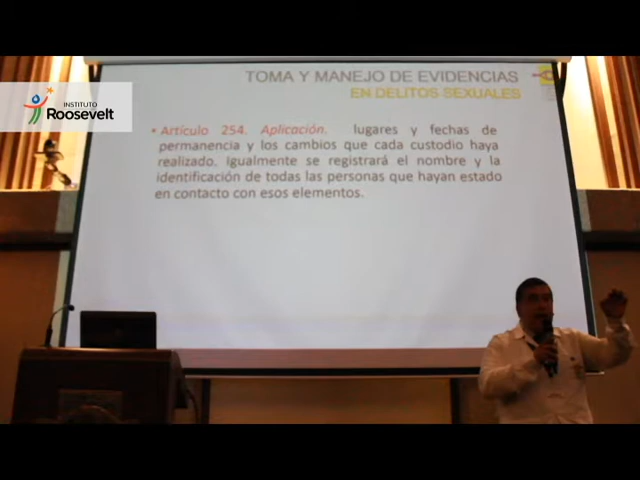 TOMA Y MANEJO DE EVIDENCIAS
EN DELITOS SEXUALES
INSTITUTO
Roosevelt
• Artículo 254. Aplicación. lugares y fechas de
permanencia y los cambios que cada custodio haya
realizado. Igualmente se registrará el nombre y la
identificación de todas las personas que hayan estado
en contacto con esos elementos.